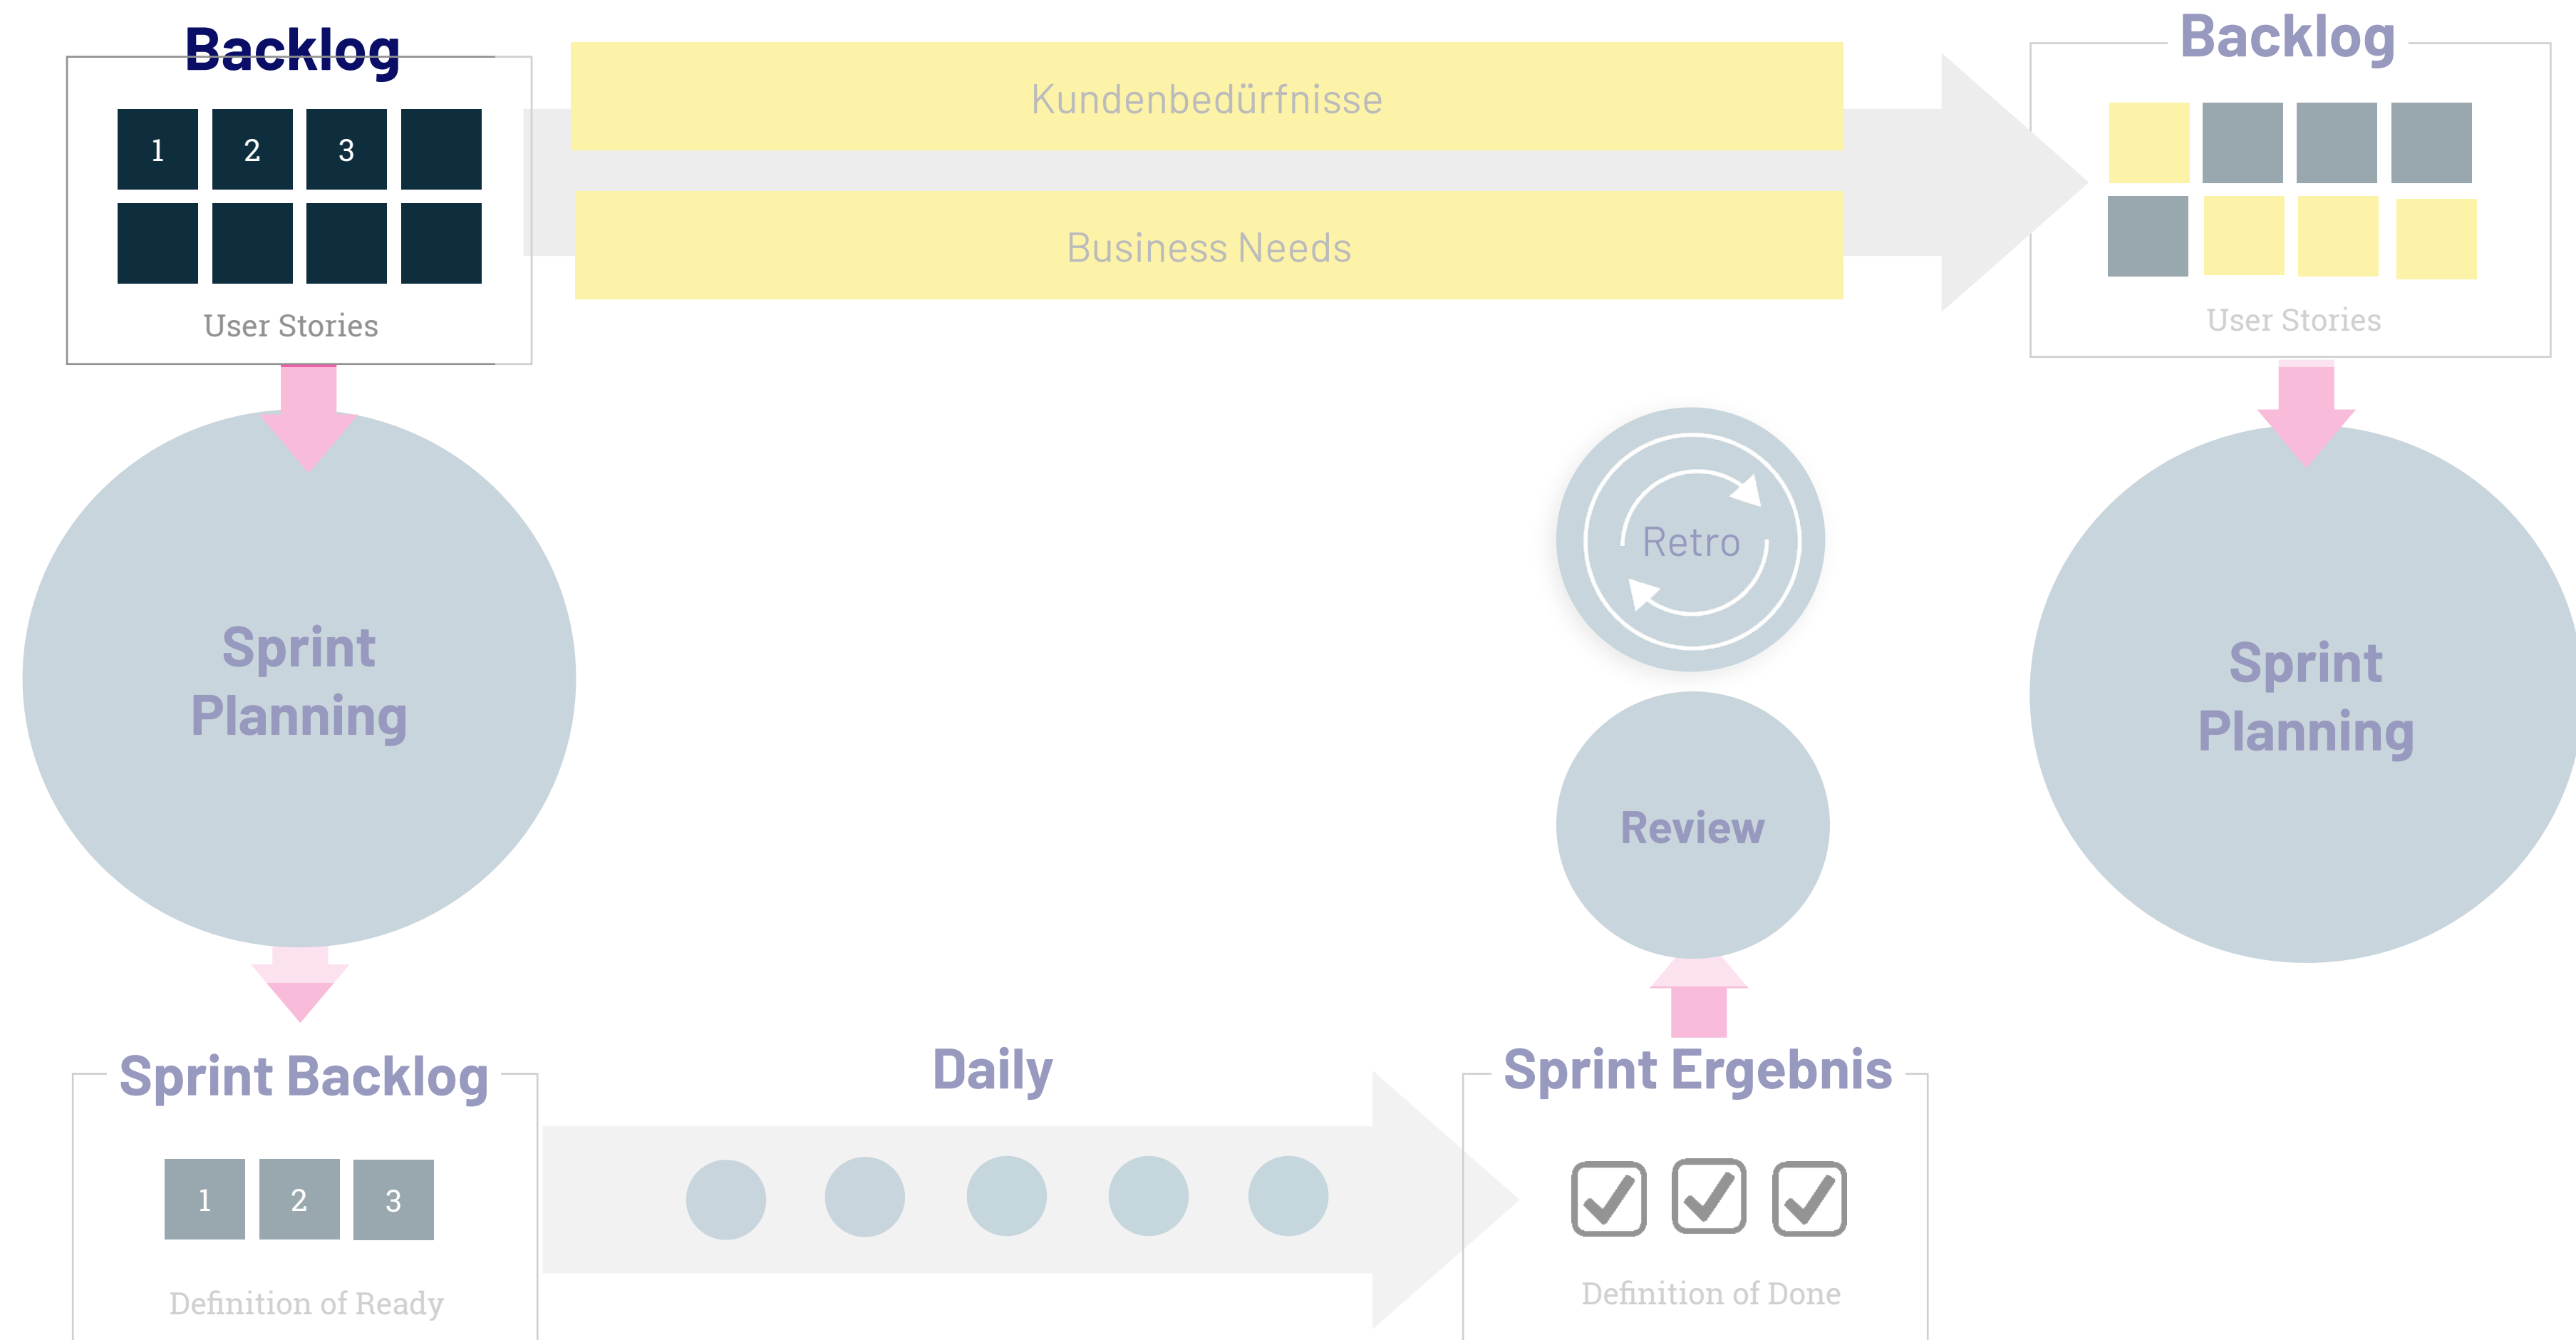 Backlog
1 2 3
User Stories
Kundenbedürfnisse
Business Needs
Backlog
User Stories
Sprint
Planning
Retro
Review
Sprint
Planning
Sprint Backlog
1 2 3
Definition of Ready
Daily
Sprint Ergebnis
Definition of Done